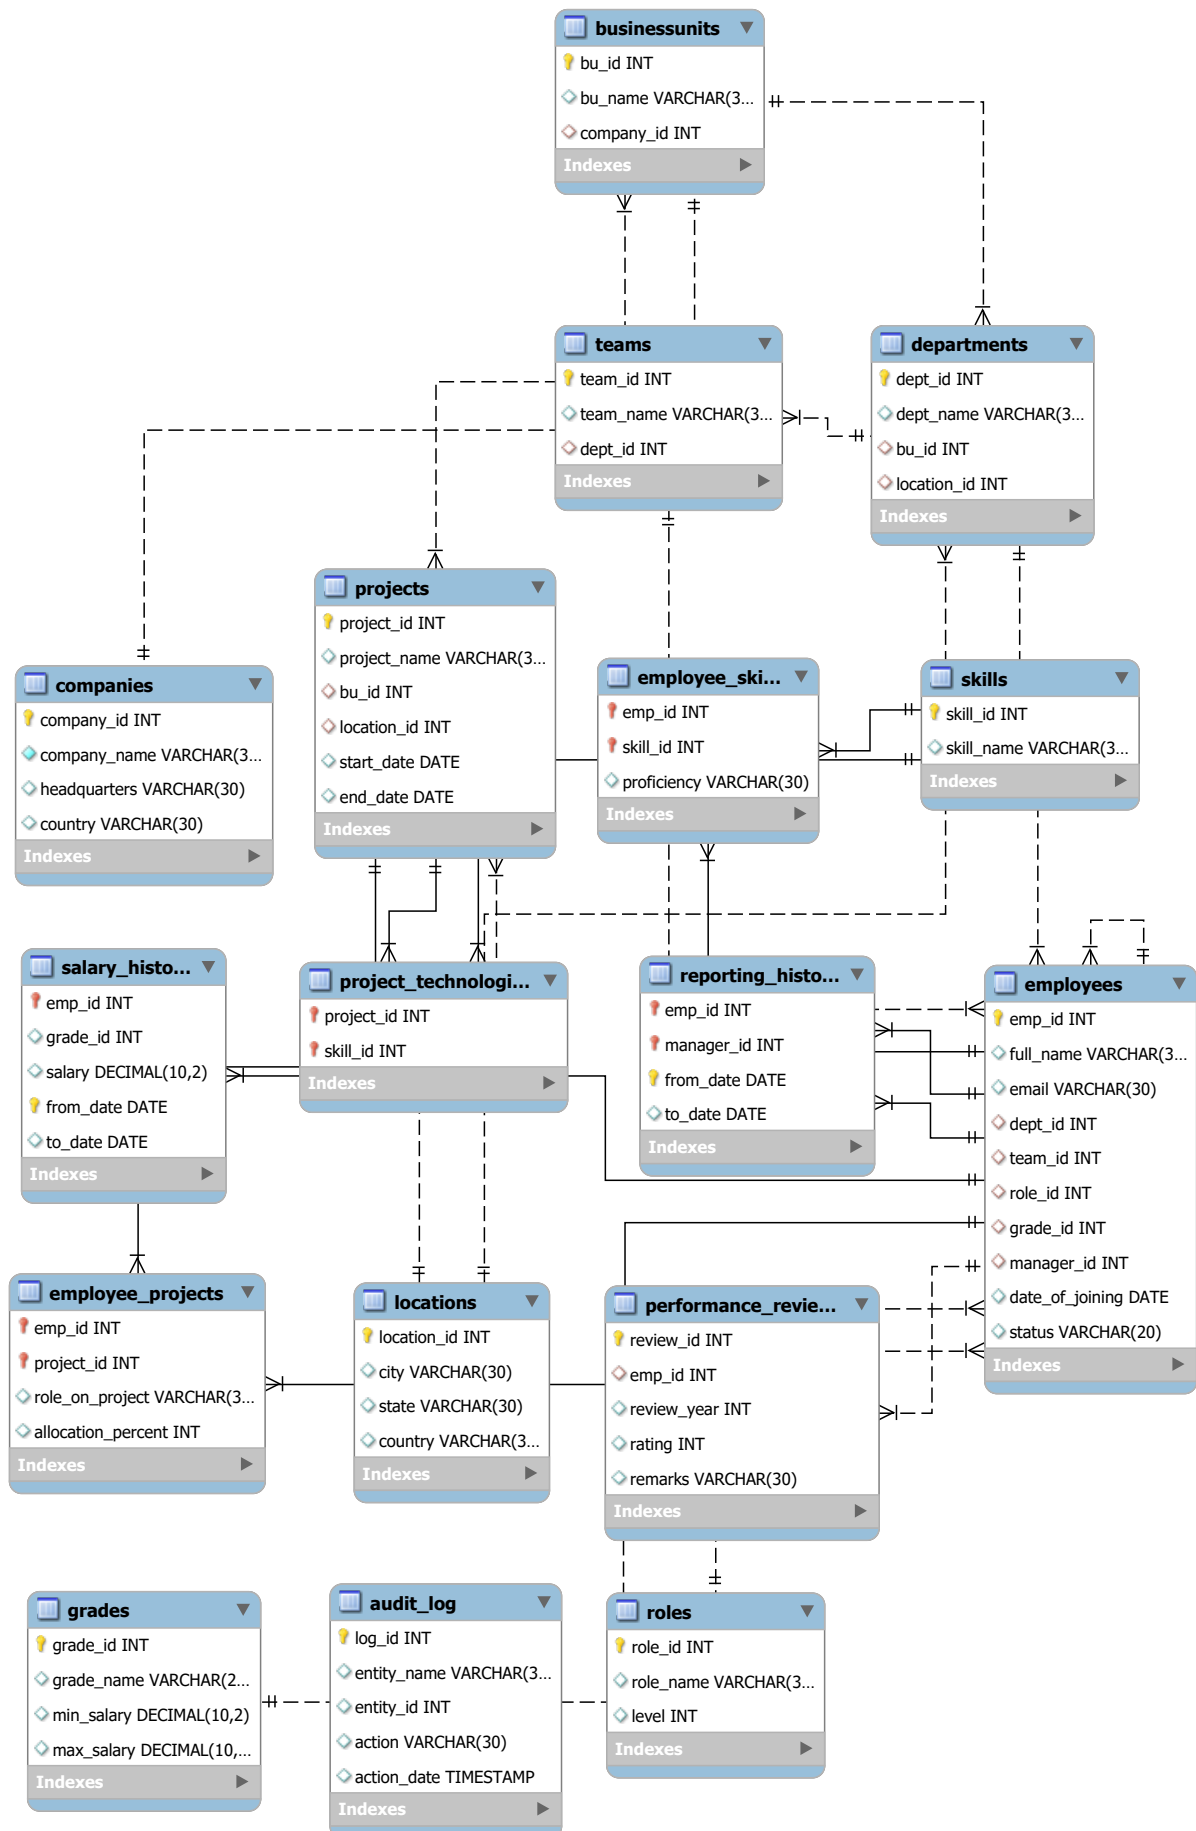 businessunits
bu_id INT
bu_name VARCHAR(3...
company_id INT
Indexes
teams
team_id INT
team_name VARCHAR(3...
dept_id INT
Indexes
departments
dept_id INT
dept_name VARCHAR(3...
bu_id INT
location_id INT
Indexes
projects
project_id INT
project_name VARCHAR(3...
bu_id INT
location_id INT
start_date DATE
end_date DATE
Indexes
companies
company_id INT
company_name VARCHAR(3...
headquarters VARCHAR(30)
country VARCHAR(30)
Indexes
employee_ski...
emp_id INT
skill_id INT
proficiency VARCHAR(30)
Indexes
skills
skill_id INT
skill_name VARCHAR(3...
Indexes
salary_histo...
emp_id INT
grade_id INT
salary DECIMAL(10,2)
from_date DATE
to_date DATE
Indexes
project_technologi...
project_id INT
skill_id INT
Indexes
reporting_histo...
emp_id INT
manager_id INT
from_date DATE
to_date DATE
Indexes
employees
emp_id INT
full_name VARCHAR(3...
email VARCHAR(30)
dept_id INT
team_id INT
role_id INT
grade_id INT
manager_id INT
date_of_joining DATE
status VARCHAR(20)
Indexes
employee_projects
emp_id INT
project_id INT
role_on_project VARCHAR(3...
allocation_percent INT
Indexes
locations
location_id INT
city VARCHAR(30)
state VARCHAR(30)
country VARCHAR(3...
Indexes
performance_revie...
review_id INT
emp_id INT
review_year INT
rating INT
remarks VARCHAR(30)
Indexes
grades
grade_id INT
grade_name VARCHAR(2...
min_salary DECIMAL(10,2)
max_salary DECIMAL(10,...
Indexes
audit_log
log_id INT
entity_name VARCHAR(3...
entity_id INT
action VARCHAR(30)
action_date TIMESTAMP
Indexes
roles
role_id INT
role_name VARCHAR(3...
level INT
Indexes